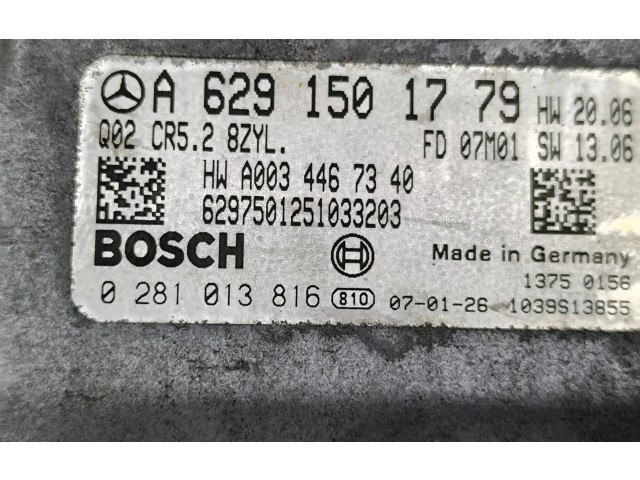 A 629 150 17 79 HW 20.06
Q02 CR5.2 8ZYL. FD 07M01 SW 13.06
HW A003 446 73 40
6297501251033203
BOSCH Made in Germany
1375 0156
0 281 013 816 810 07-01-26 1039S13855